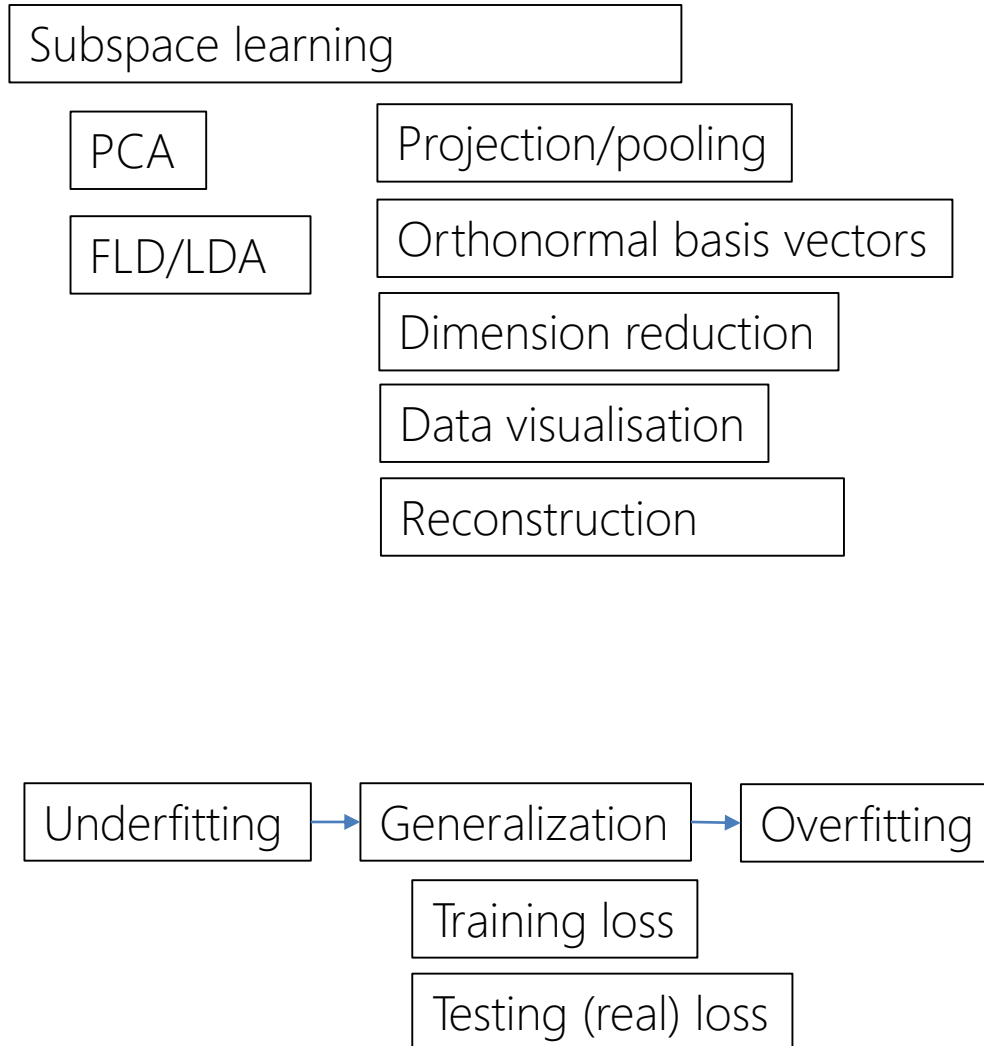 Subspace learning
PCA
Projection/pooling
FLD/LDA
Orthonormal basis vectors
Dimension reduction
Data visualisation
Reconstruction
Underfitting
Generalization
Overfitting
Training loss
Testing (real) loss